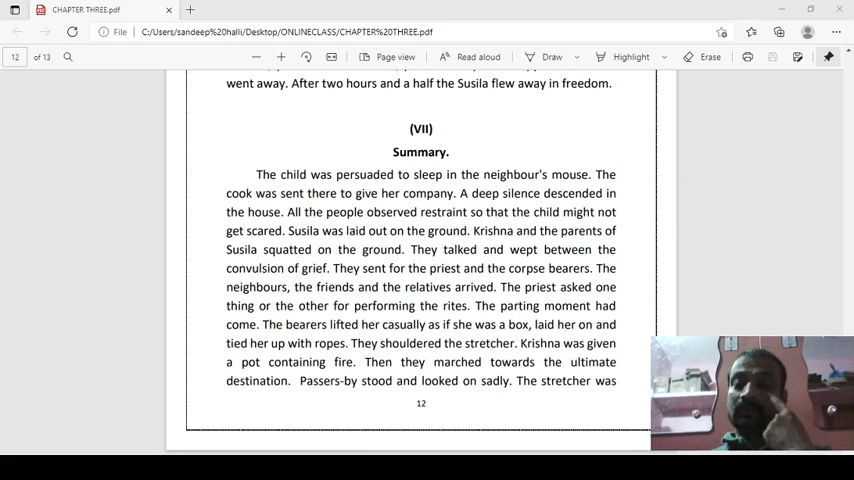 CHAPTER THREE.pdf
File
C:/Users/sandeep%20halli/Desktop/ONLINECLASS/CHAPTER%20THREE.pdf
12 of 13
Page view
Read aloud
Draw
Highlight
Erase
went away. After two hours and a half the Susila flew away in freedom.
(VII)
Summary.
The child was persuaded to sleep in the neighbour's mouse. The
cook was sent there to give her company. A deep silence descended in
the house. All the people observed restraint so that the child might not
get scared. Susila was laid out on the ground. Krishna and the parents of
Susila squatted on the ground. They talked and wept between the
convulsion of grief. They sent for the priest and the corpse bearers. The
neighbours, the friends and the relatives arrived. The priest asked one
thing or the other for performing the rites. The parting moment had
come. The bearers lifted her casually as if she was a box, laid her on and
tied her up with ropes. They shouldered the stretcher. Krishna was given
a pot containing fire. Then they marched towards the ultimate
destination. Passers-by stood and looked on sadly. The stretcher was
12